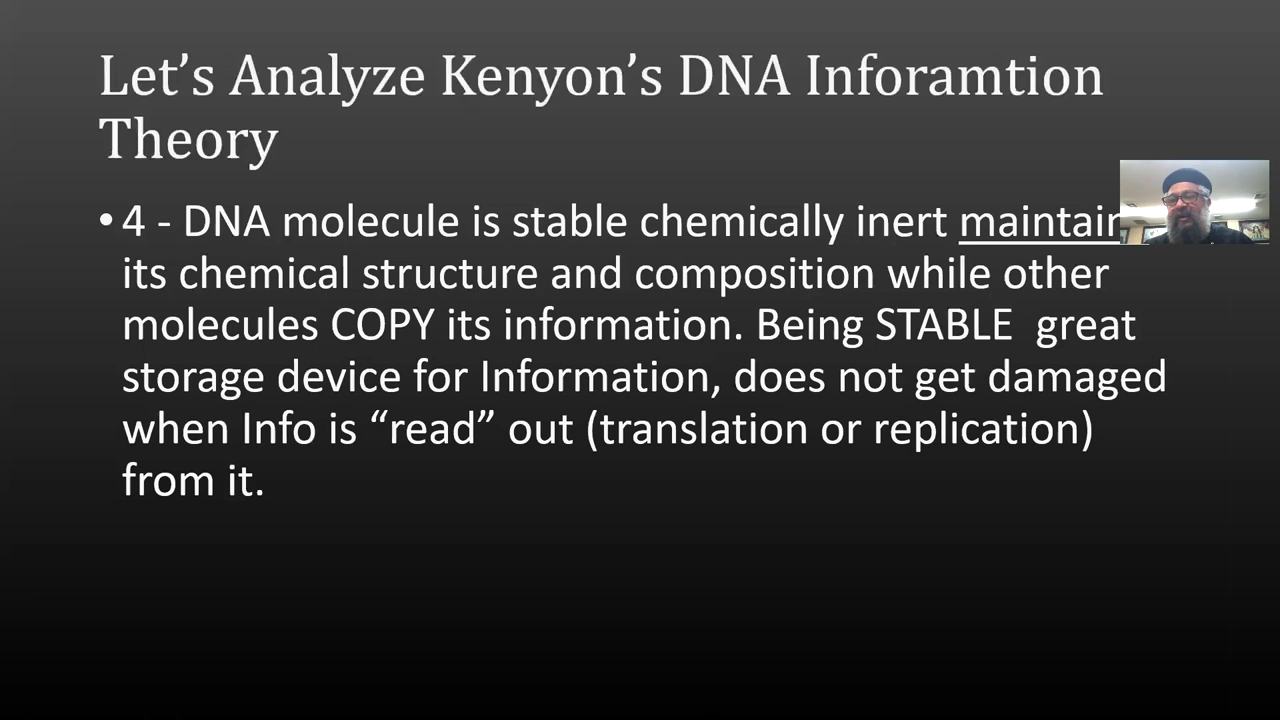 Let’s Analyze Kenyon’s DNA Inforamtion
Theory
• 4 - DNA molecule is stable chemically inert
its chemical structure and composition while other
molecules COPY its information. Being STABLE great
storage device for Information, does not get damaged
when Info is “read” out (translation or replication)
from it.